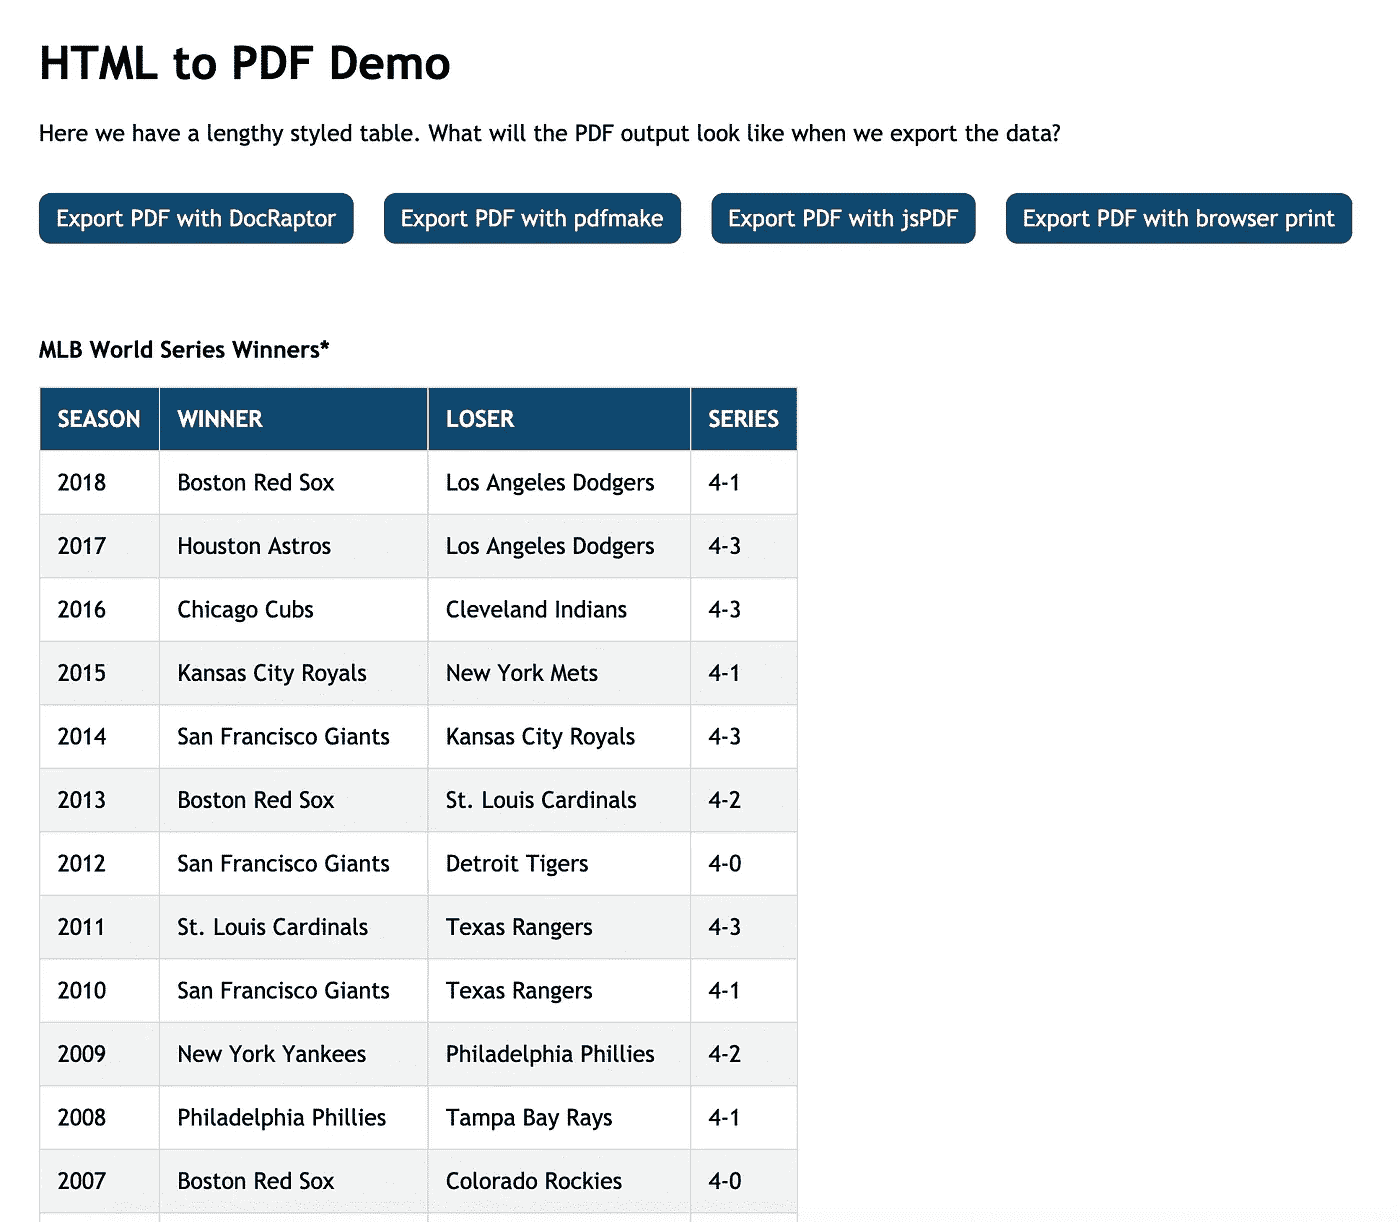 HTML to PDF Demo
Here we have a lengthy styled table. What will the PDF output look like when we export the data?
Export PDF with DocRaptor Export PDF with pdfmake Export PDF with jsPDF Export PDF with browser print
MLB World Series Winners*
SEASON WINNER LOSER SERIES
2018 Boston Red Sox Los Angeles Dodgers 4-1
2017 Houston Astros Los Angeles Dodgers 4-3
2016 Chicago Cubs Cleveland Indians 4-3
2015 Kansas City Royals New York Mets 4-1
2014 San Francisco Giants Kansas City Royals 4-3
2013 Boston Red Sox St. Louis Cardinals 4-2
2012 San Francisco Giants Detroit Tigers 4-0
2011 St. Louis Cardinals Texas Rangers 4-3
2010 San Francisco Giants Texas Rangers 4-1
2009 New York Yankees Philadelphia Phillies 4-2
2008 Philadelphia Phillies Tampa Bay Rays 4-1
2007 Boston Red Sox Colorado Rockies 4-0